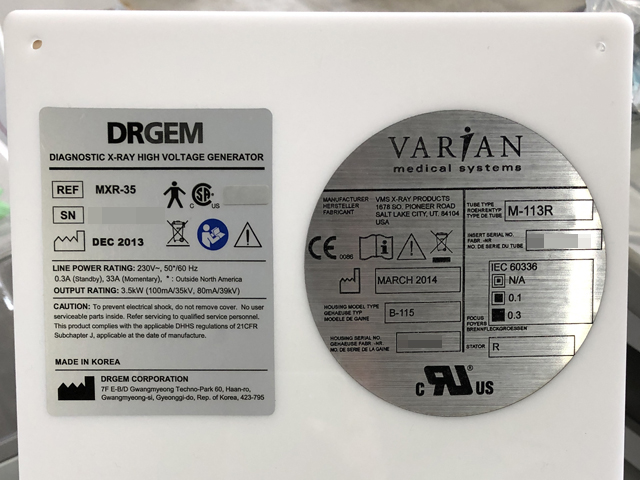 DRGEM
DIAGNOSTIC X-RAY HIGH VOLTAGE GENERATOR
REF MXR-35
SN
C SA US
DEC 2013
LINE POWER RATING: 230V~, 50*/60 Hz
0.3A (Standby), 33A (Momentary), * : Outside North America
OUTPUT RATING: 3.5kW (100mA/35kV, 80mA/39kV)
CAUTION: To prevent electrical shock, do not remove cover. No user
serviceable parts inside. Refer servicing to qualified service personnel.
This product complies with the applicable DHHS regulations of 21CFR
Subchapter J, applicable at the date of manufacture.
MADE IN KOREA
DRGEM CORPORATION
7F E-B/D Gwangmyeong Techno-Park 60, Haan-ro,
Gwangmyeong-si, Gyeonggi-do, Rep. of Korea, 423-795
VARIAN
medical systems
MANUFACTURER
HERSTELLER
FABRICANT
VMS X-RAY PRODUCTS
1678 SO. PIONEER ROAD
SALT LAKE CITY, UT. 84104
USA
CE 0086
MARCH 2014
HOUSING MODEL TYPE
GEHAEUSE TYP
MODELE DE GAINE
B-115
HOUSING SERIAL NO.
GEHAEUSE FAB.-NR.
NO. DE SERIE DE LA GAINE
TUBE TYPE
ROEHRENTYP
TYPE DE TUBE
M-113R
INSERT SERIAL NO.
FABR. -NR
NO. DE SERIE DU TUBE
IEC 60336
N/A
0.1
0.3
FOCUS
FOYERS
BRENNFLECKGROESSEN
STATOR R
C RU US